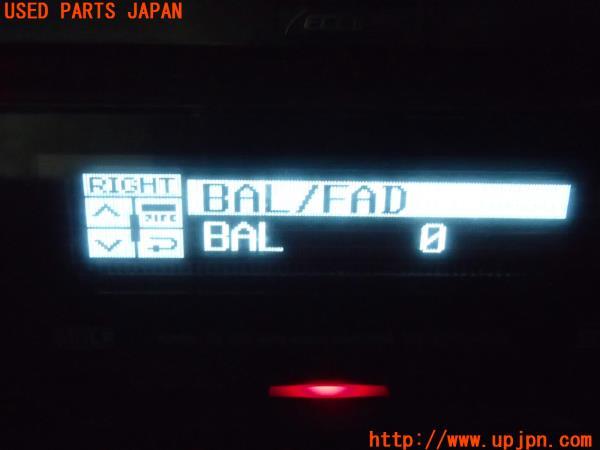 USED PARTS JAPAN
RIGHT
BAL/FAD
BAL 0
http://www.upjpn.com